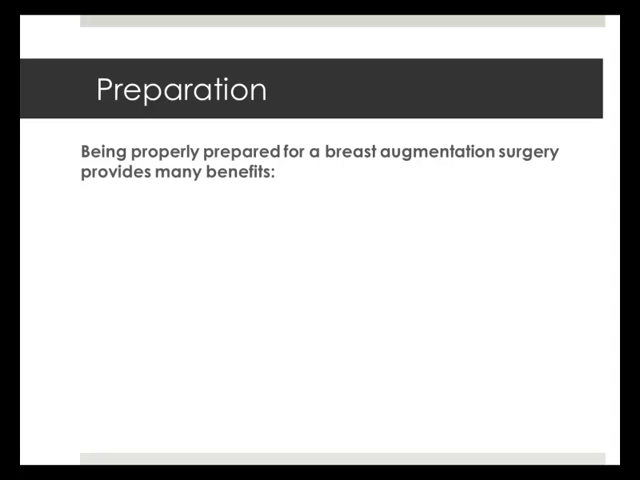 Preparation
Being properly prepared for a breast augmentation surgery
provides many benefits: